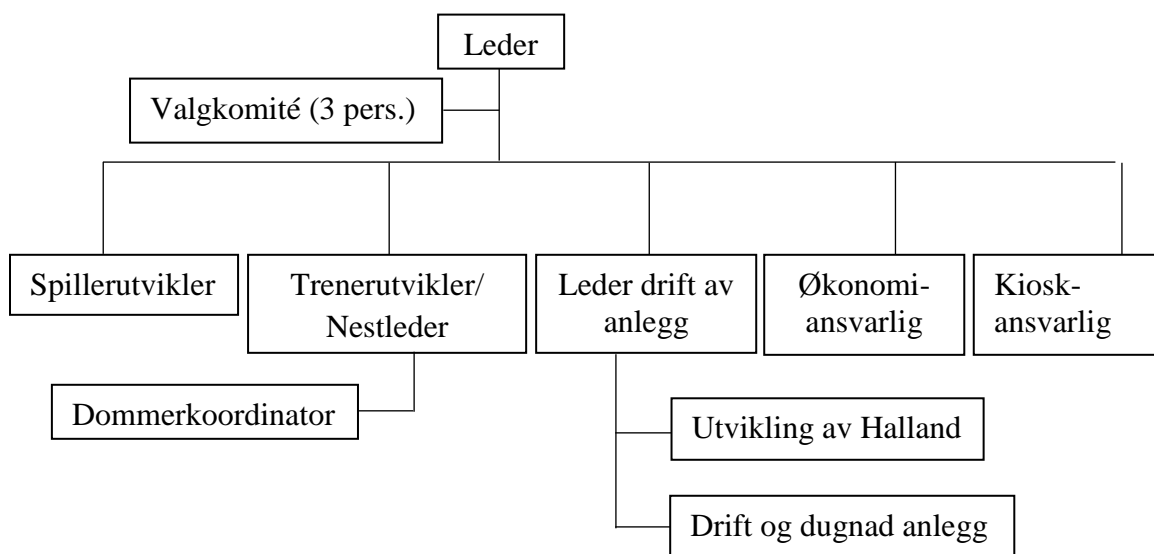 Leder
Valgkomité (3 pers.)
Spillerutvikler
Trenerutvikler/
Nestleder
Leder drift av
anlegg
Økonomi-
ansvarlig
Kiosk-
ansvarlig
Dommerkoordinator
Utvikling av Halland
Drift og dugnad anlegg